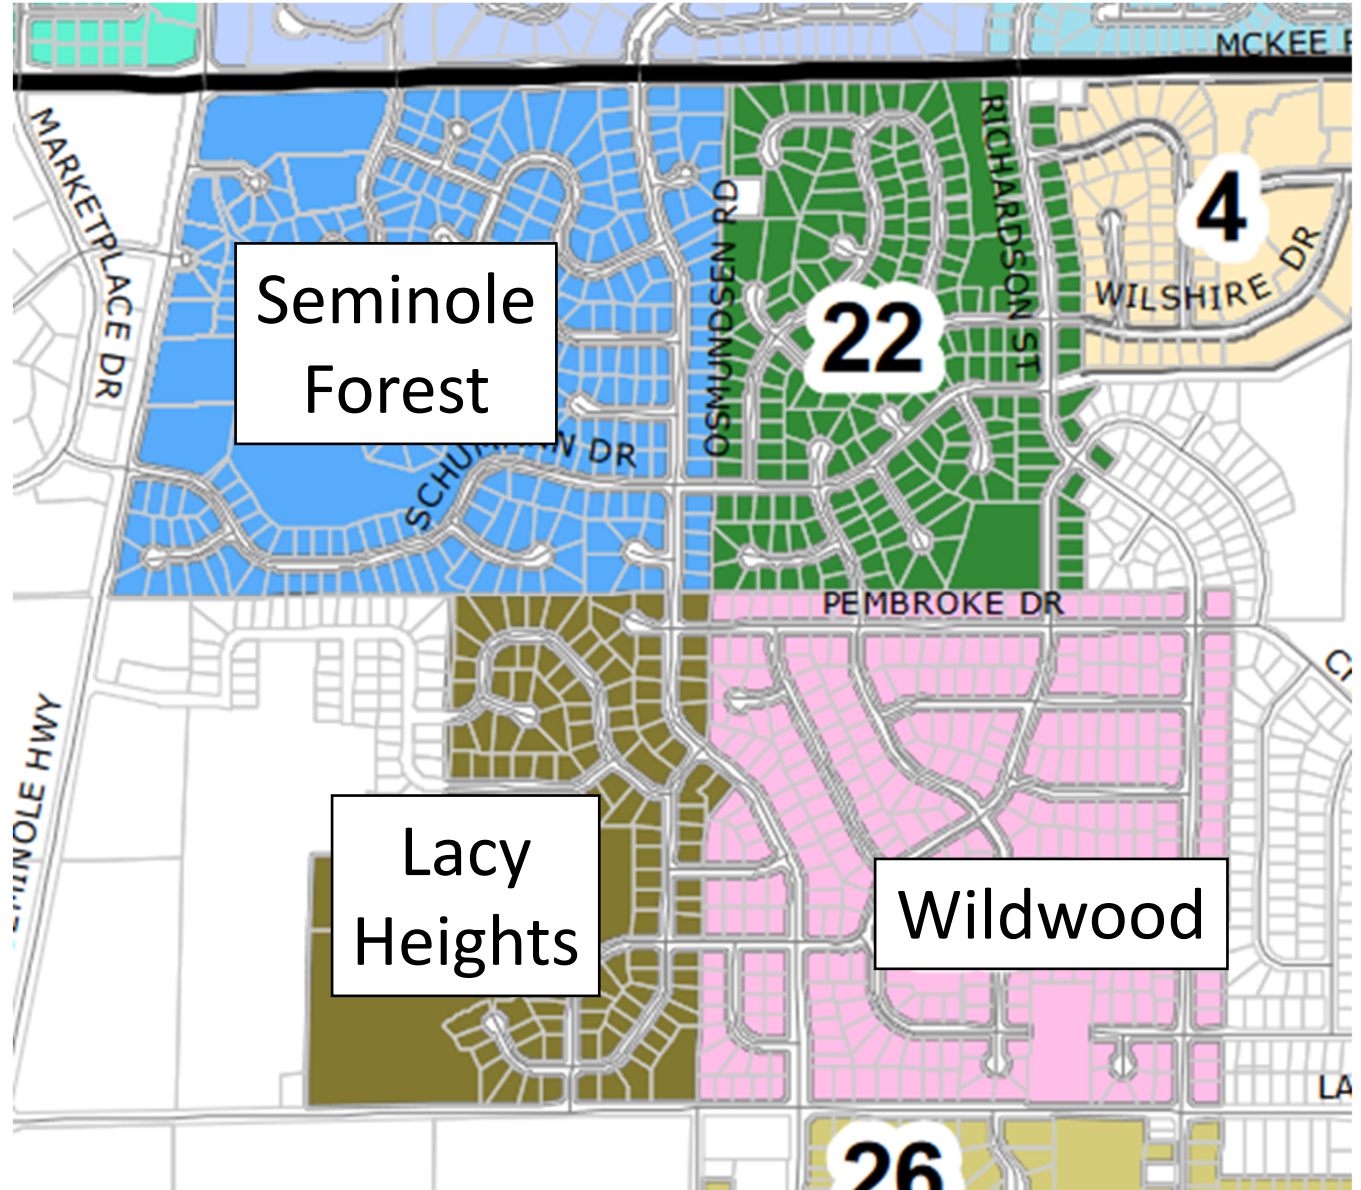 MCKEE
MARKETPLACE DR
RICHARDSON ST
4
WILSHIRE DR
OSMUNDSEN RD
Seminole
Forest
22
DR
PEMBROKE DR
Lacy
Heights
Wildwood
HWY
26